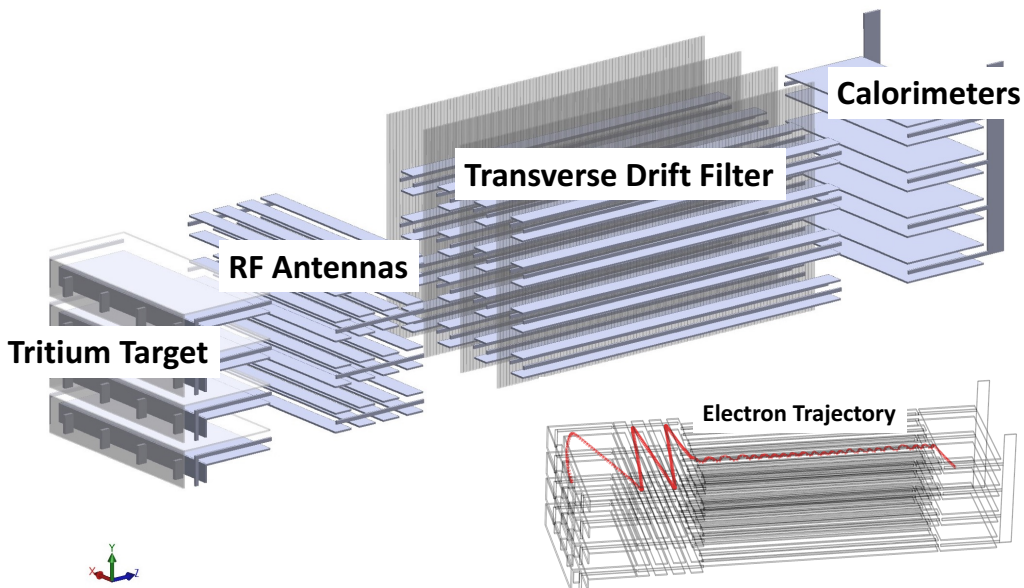 Calorimeters
Transverse Drift Filter
RF Antennas
Tritium Target
Electron Trajectory
Y
X
Z